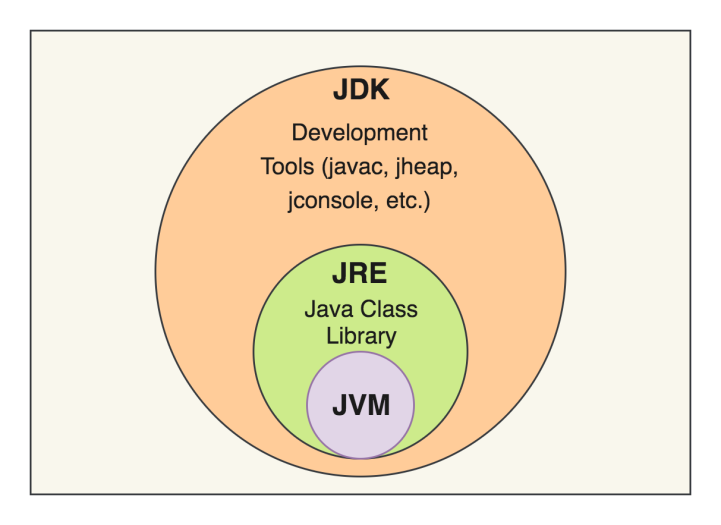 JDK
Development
Tools (javac, jheap,
jconsole, etc.)
JRE
Java Class
Library
JVM